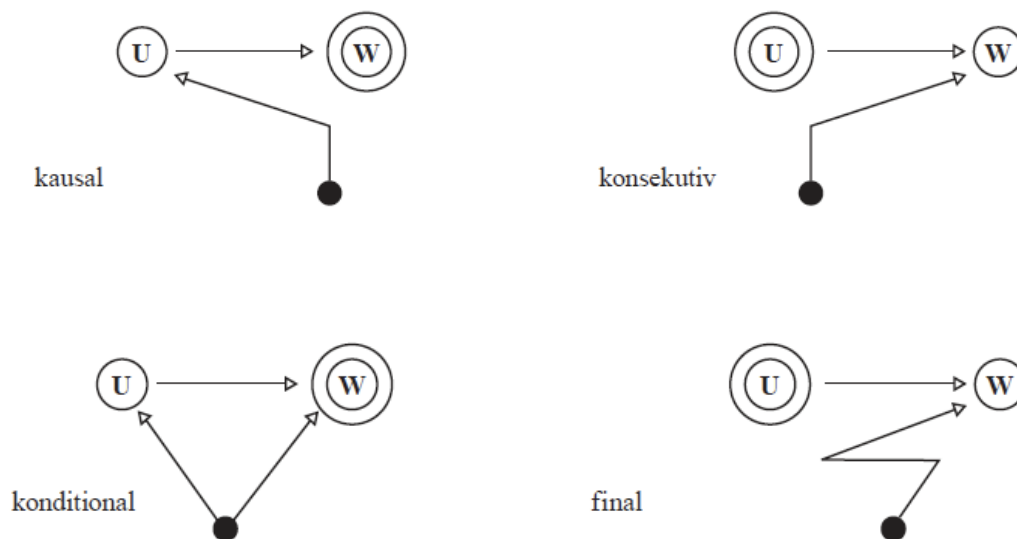 U W
U W
kausal
konsekutiv
U W
U W
konditional
final